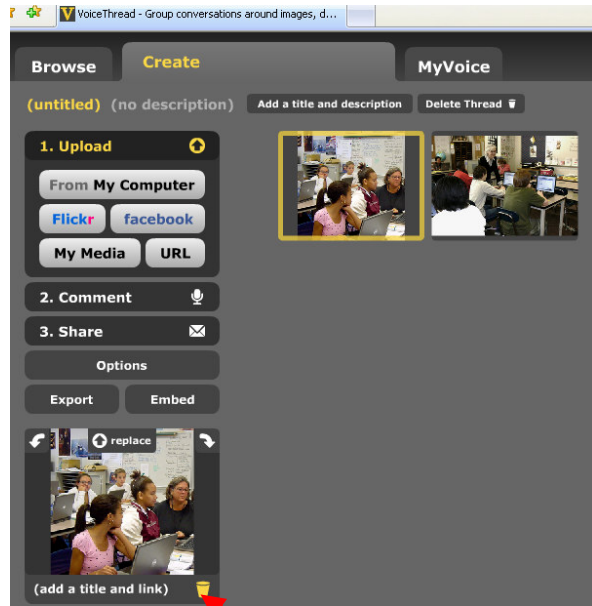 VoiceThread - Group conversations around images, d...
Browse
Create
MyVoice
(untitled) (no description) Add a title and description Delete Thread
1. Upload
From My Computer
Flickr facebook
My Media URL
2. Comment
3. Share
Options
Export Embed
replace
(add a title and link)